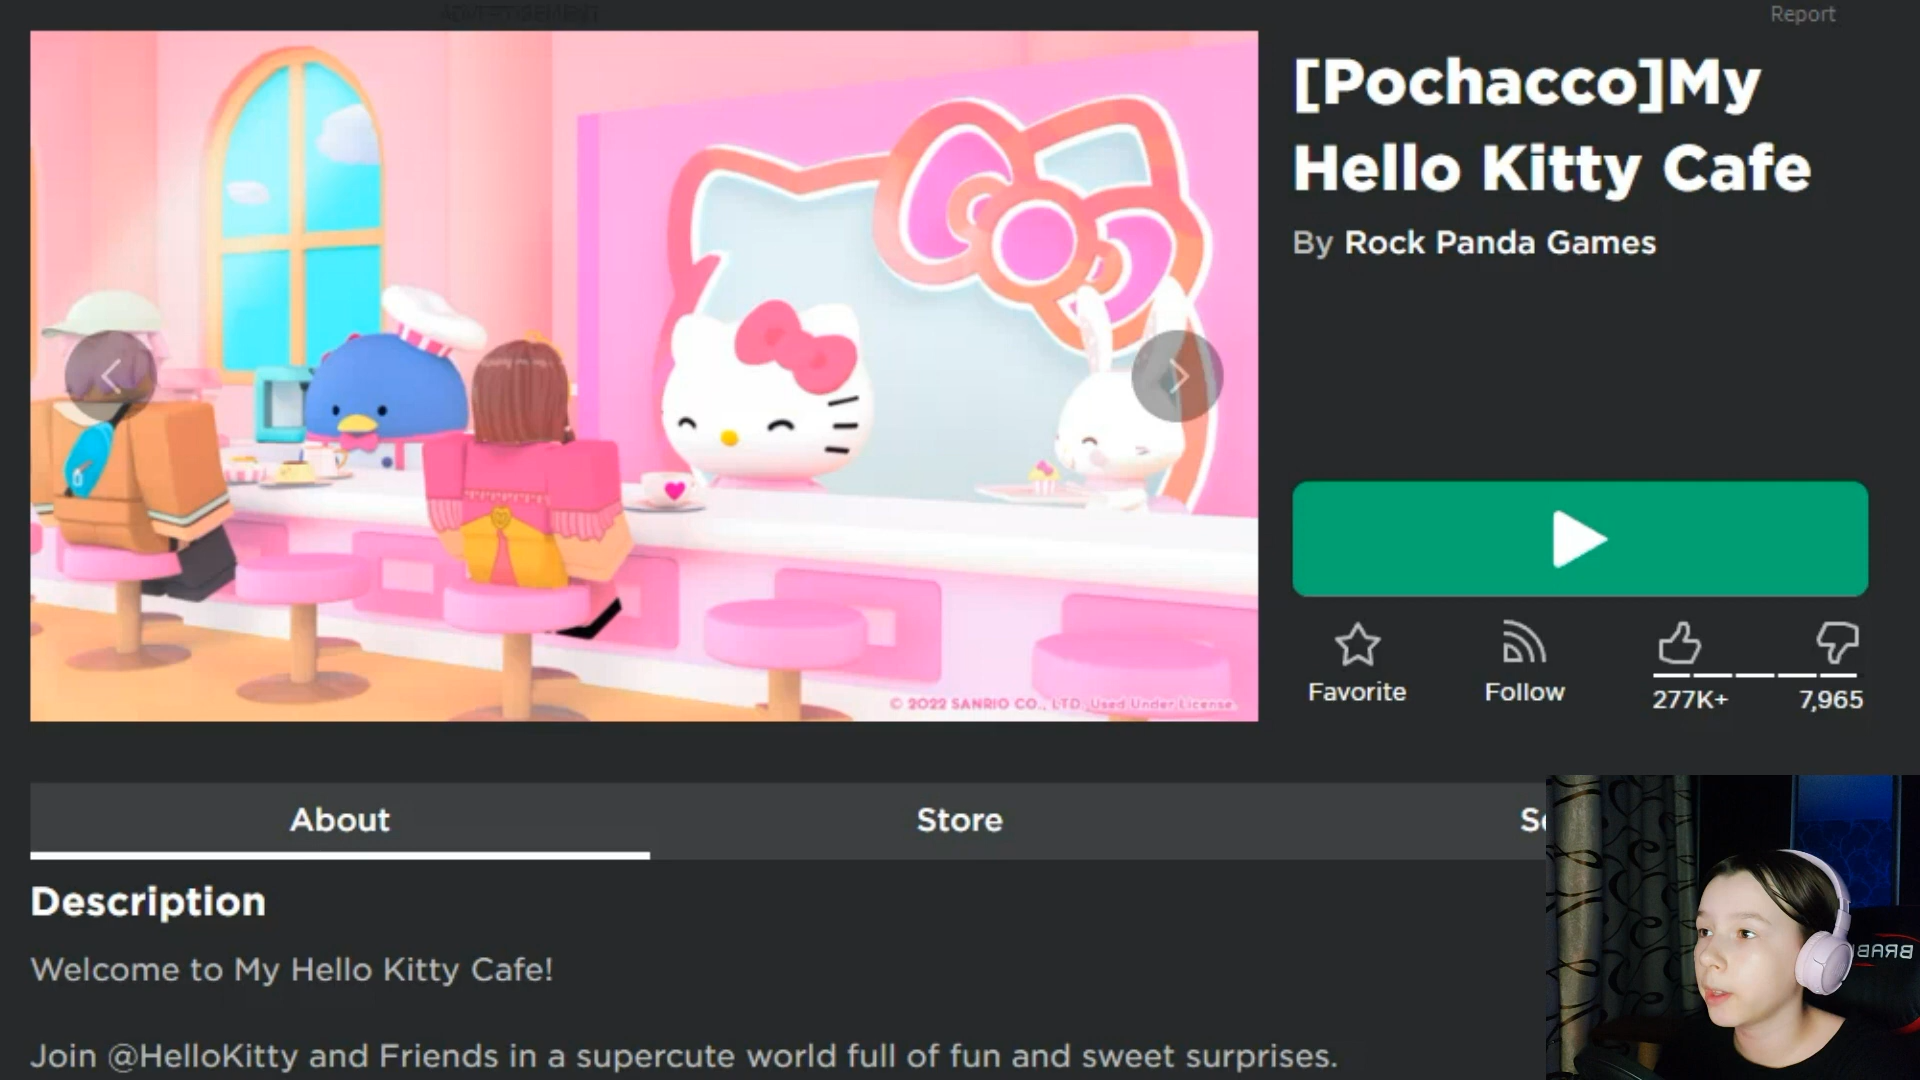 ADVERTISEMENT
Report
[Pochacco]My
Hello Kitty Cafe
By Rock Panda Games
© 2022 SANRIO CO., LTD. Used Under License.
Favorite
Follow
277K+
7,965
About
Store
Description
Welcome to My Hello Kitty Cafe!
Join @HelloKitty and Friends in a supercute world full of fun and sweet surprises.